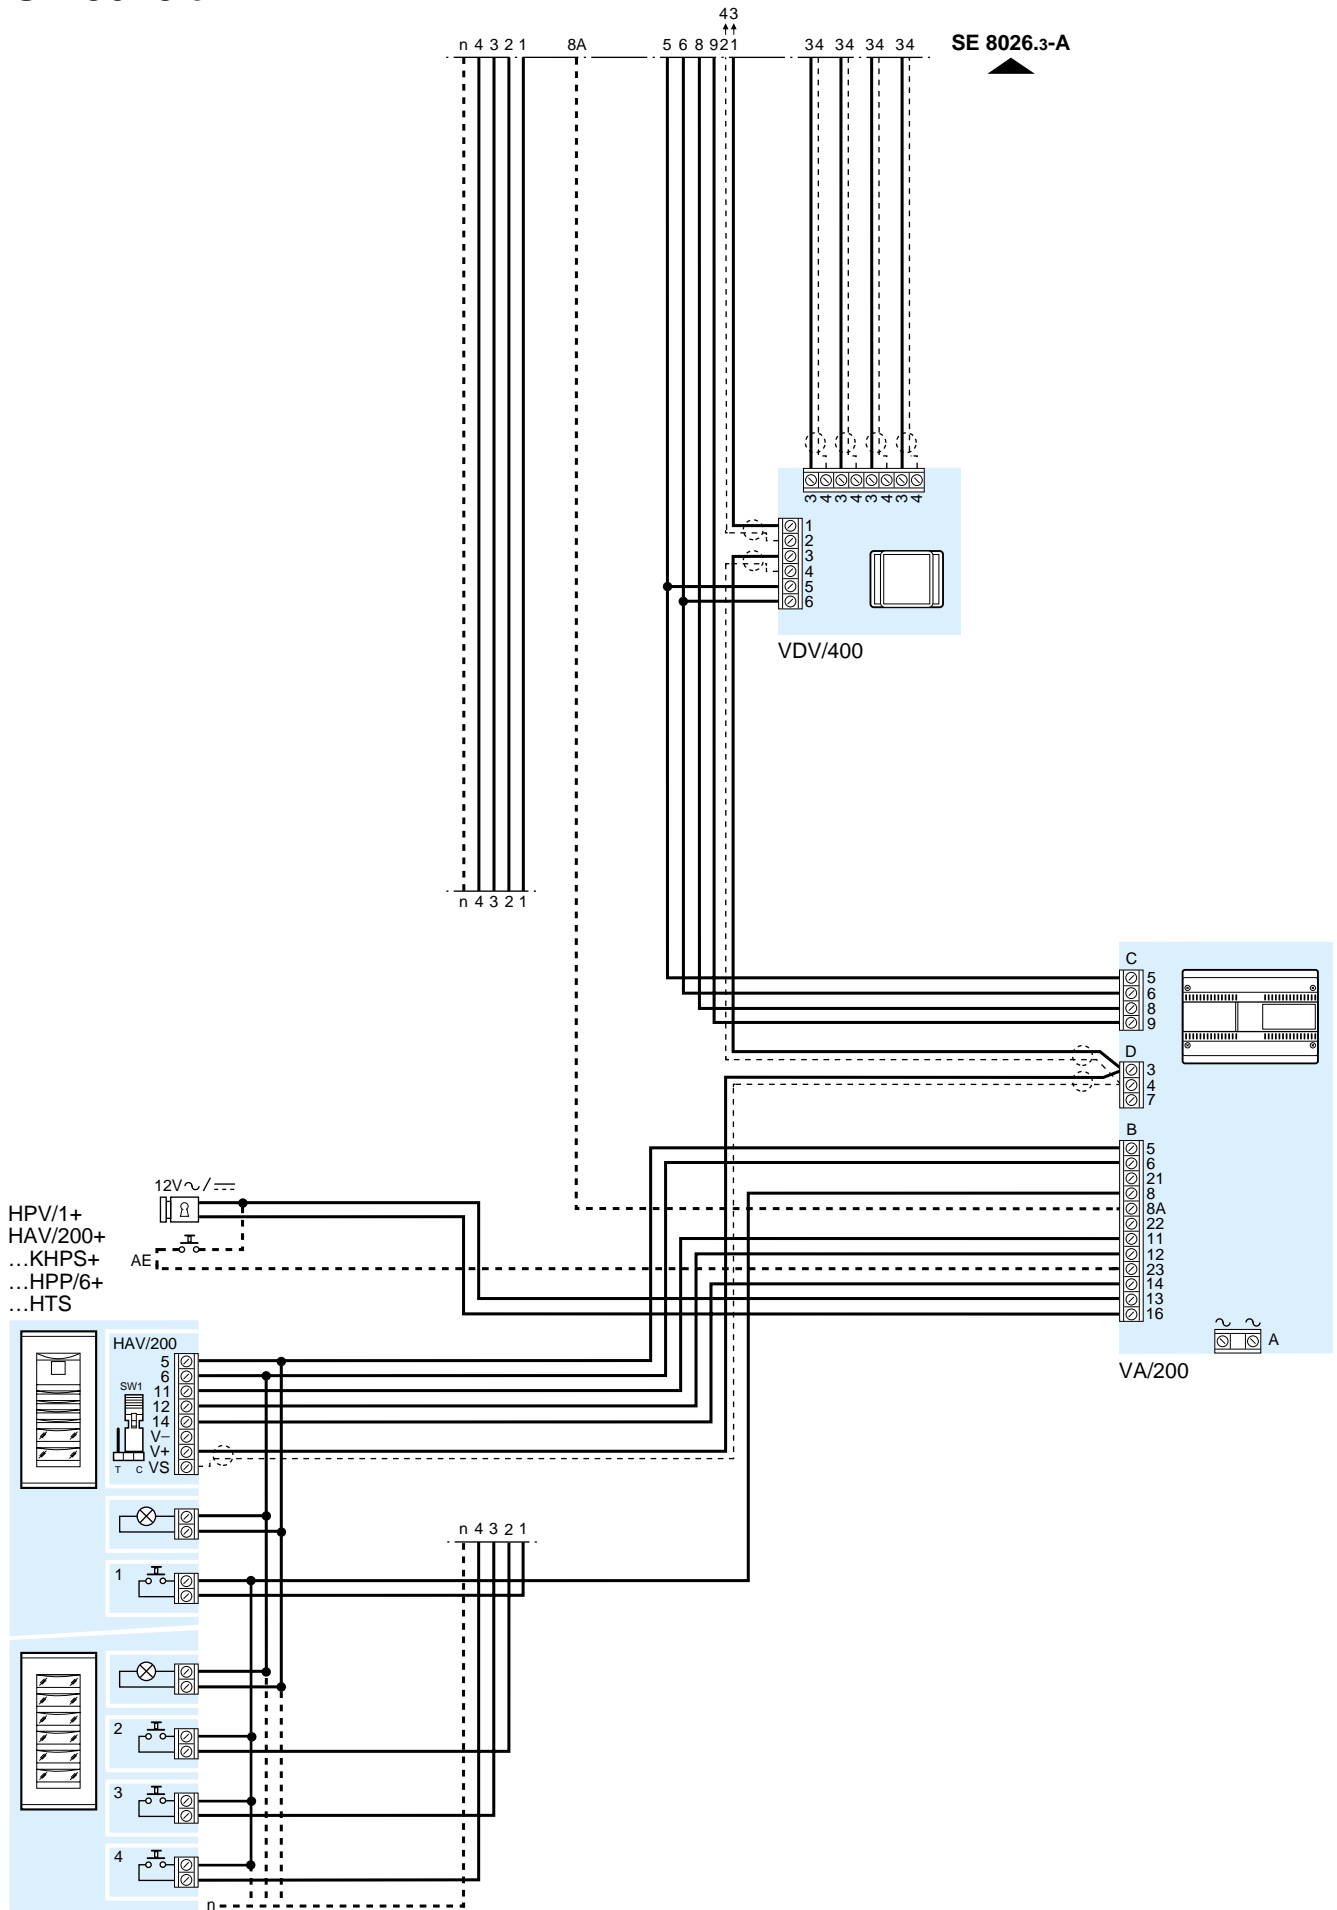 43
n 4 3 2 1 8A 5 6 8 9 2 1 34 34 34 34 SE 8026.3-A
3 4 3 4 3 4 3 4
1
2
3
4
5
6
VDV/400
n 4 3 2 1
C
5
6
8
9
D
3
4
7
B
5
6
21
8
8A
22
11
12
23
14
13
16
A
VA/200
12V
AE
HPV/1+
HAV/200+
...KHPS+
...HPP/6+
...HTS
HAV/200
5
6
11
12
14
V–
V+
VS
SW1
T C
n 4 3 2 1
1
2
3
4
n